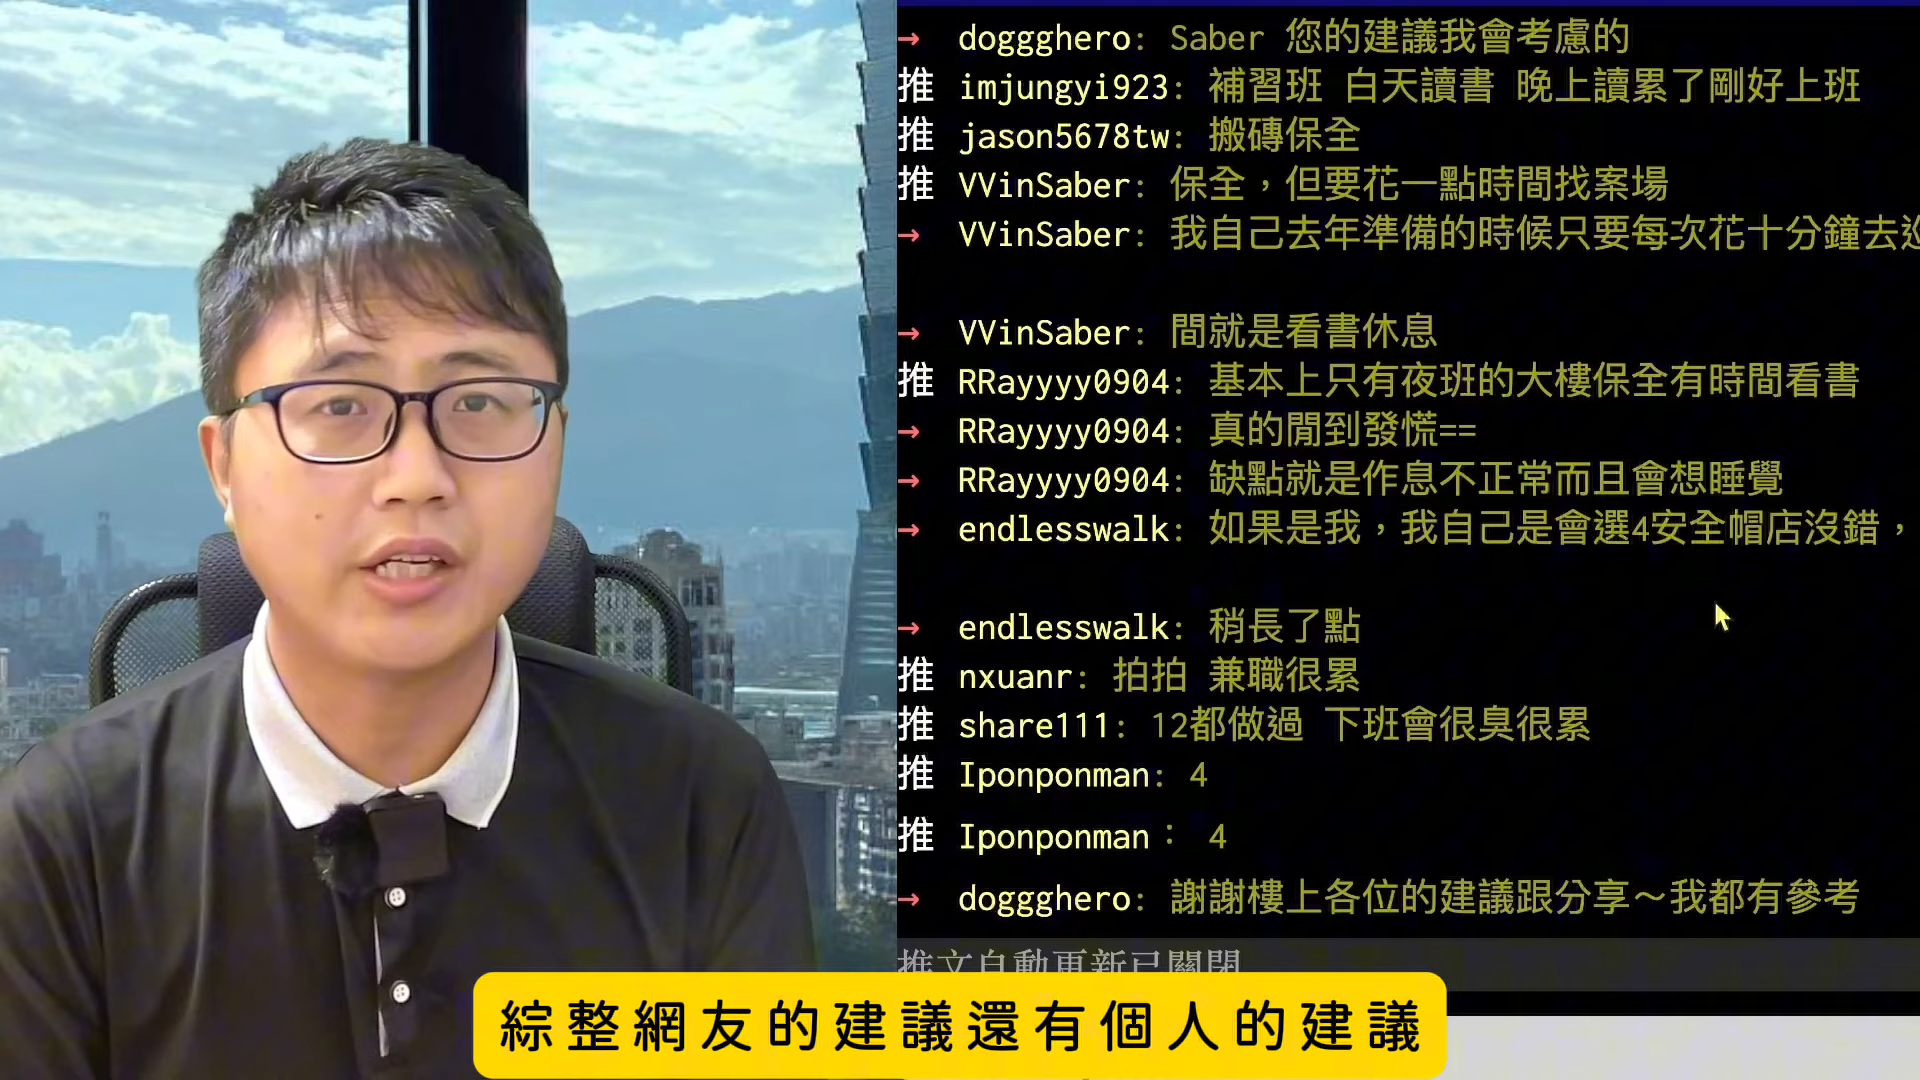 → doggghero: Saber 您的建議我會考慮的
推 imjungyi923: 補習班 白天讀書 晚上讀累了剛好上班
推 jason5678tw: 搬磚保全
推 VVinSaber: 保全，但要花一點時間找案場
→ VVinSaber: 我自己去年準備的時候只要每次花十分鐘去巡
→ VVinSaber: 間就是看書休息
推 RRayyyy0904: 基本上只有夜班的大樓保全有時間看書
→ RRayyyy0904: 真的閒到發慌==
→ RRayyyy0904: 缺點就是作息不正常而且會想睡覺
→ endlesswalk: 如果是我，我自己是會選4安全帽店沒錯，
→ endlesswalk: 稍長了點
推 nxuanr: 拍拍 兼職很累
推 share111: 12都做過 下班會很臭很累
推 Iponponman: 4
推 Iponponman： 4
→ doggghero: 謝謝樓上各位的建議跟分享～我都有參考
推文自動更新已關閉
綜整網友的建議還有個人的建議